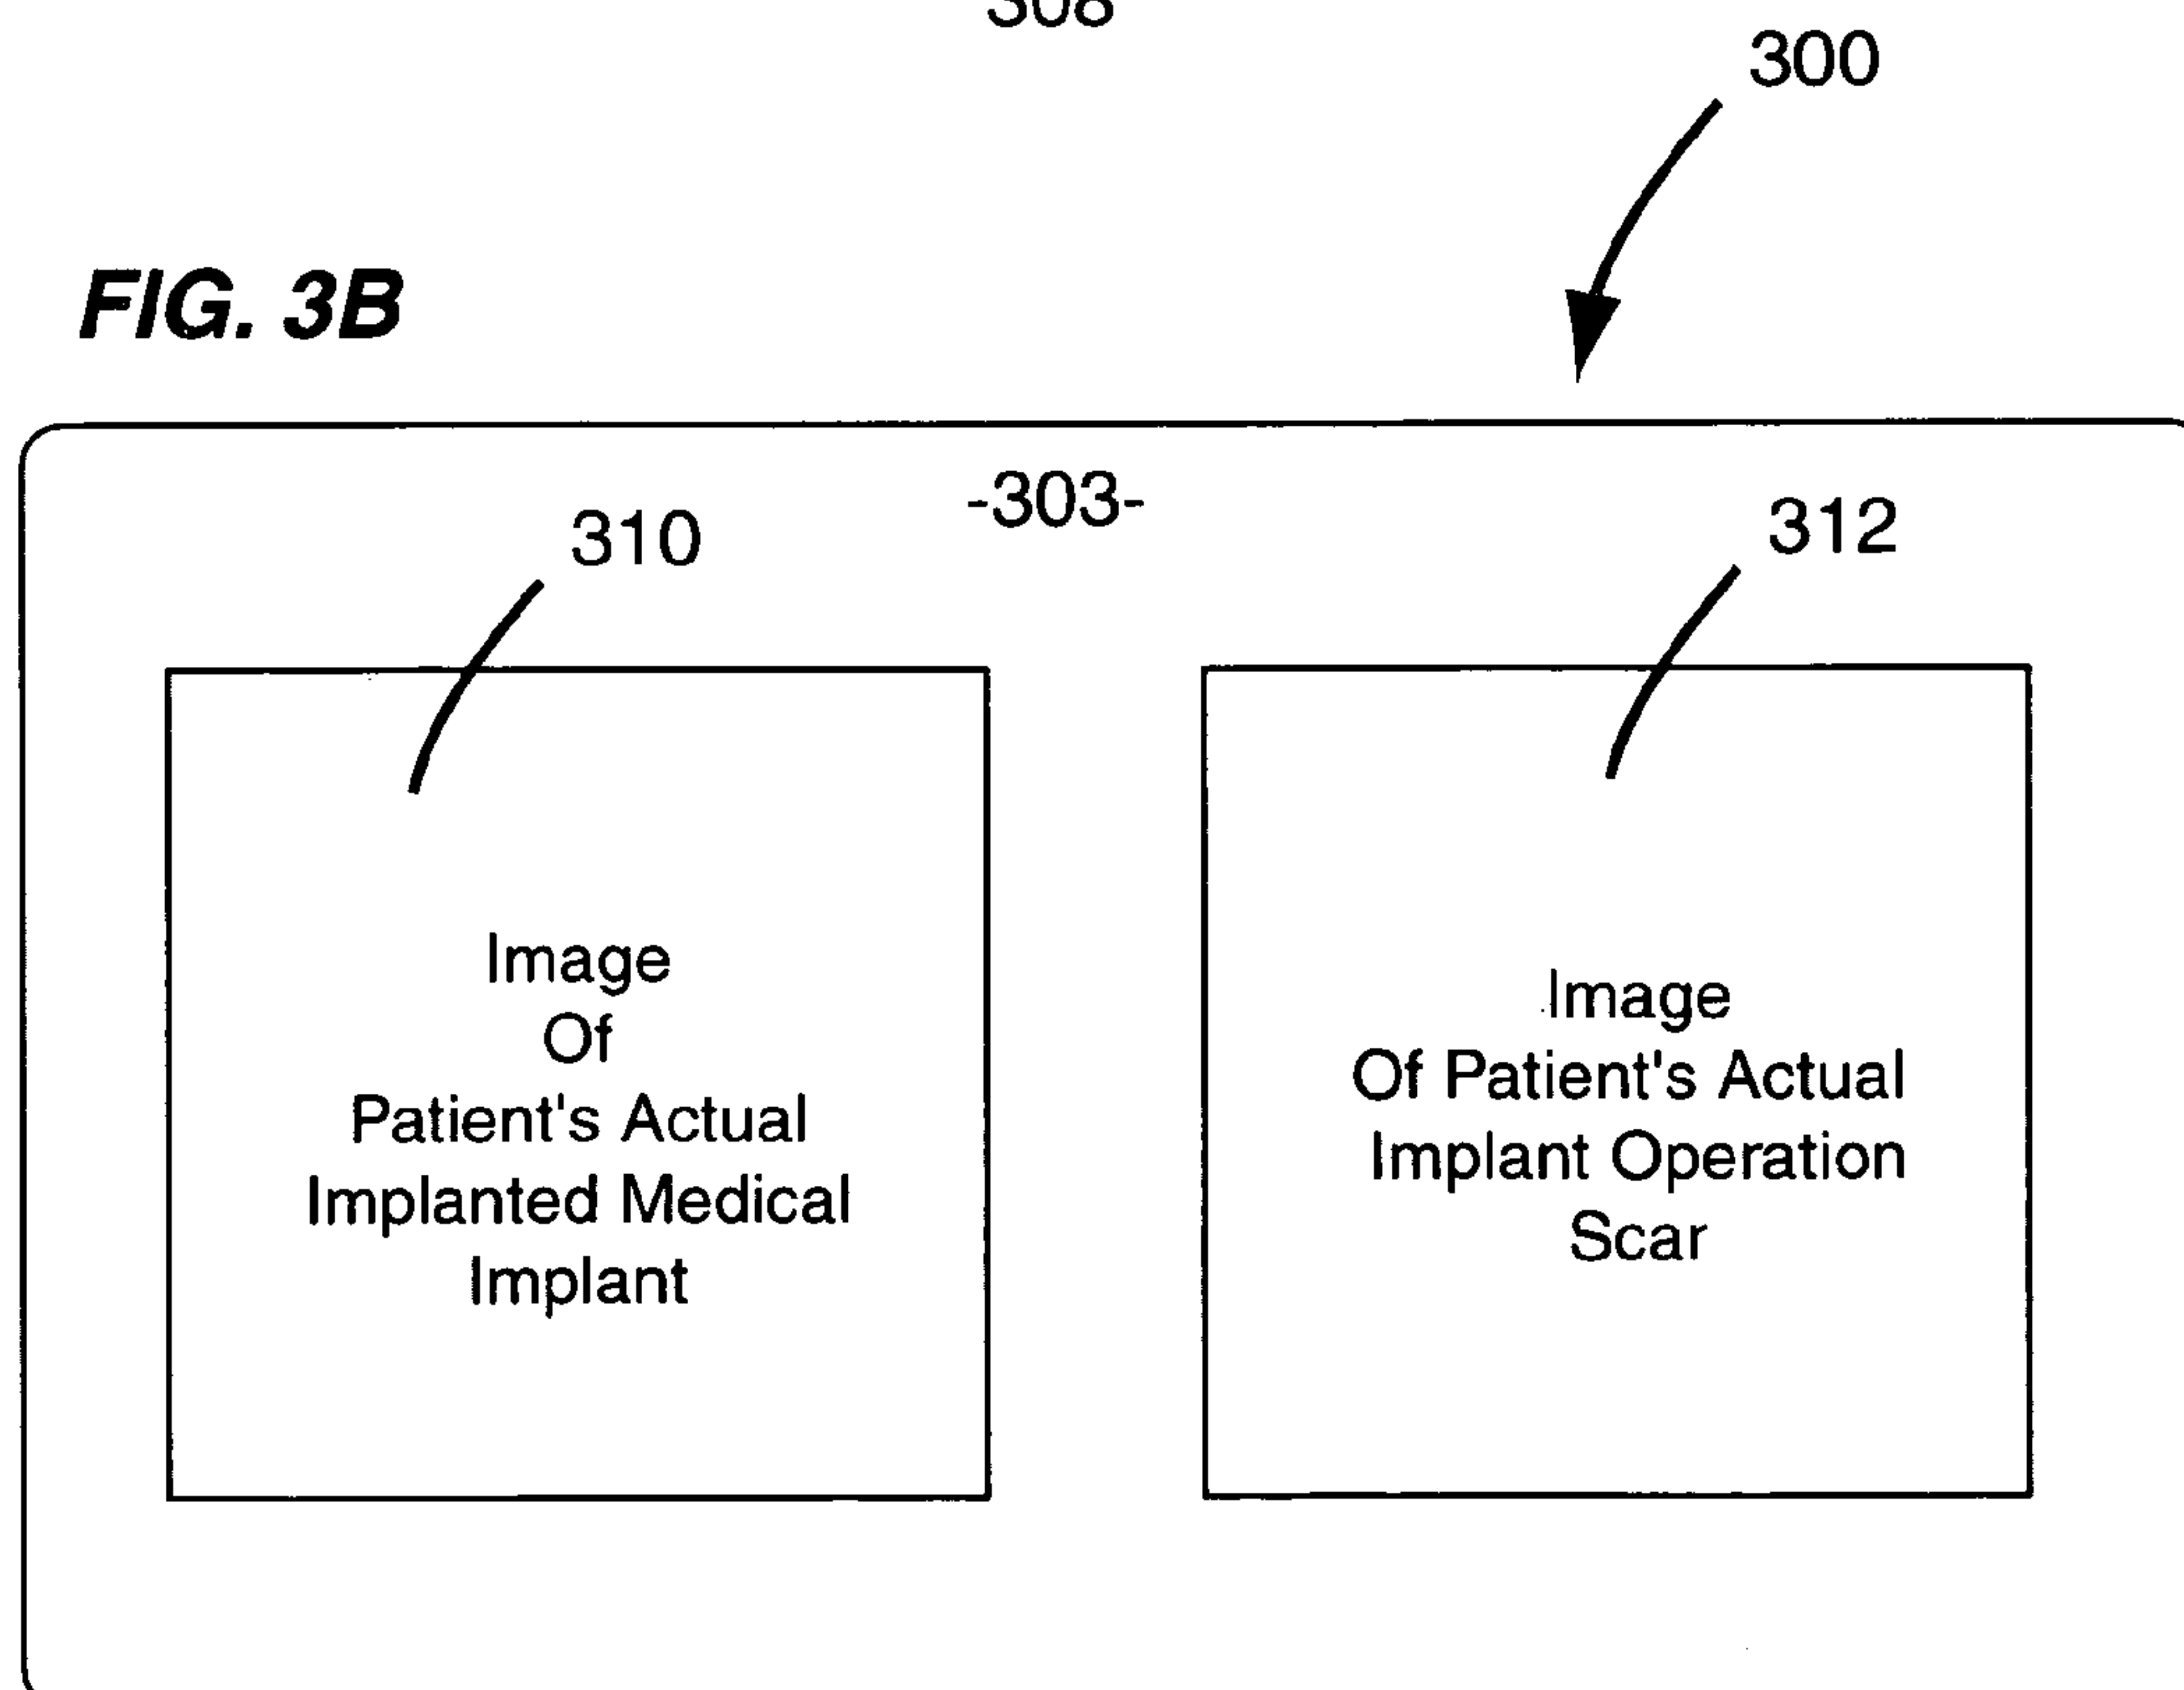 308
300
FIG. 3B
-303-
310
312
Image
Of
Patient's Actual
Implanted Medical
Implant
Image
Of Patient's Actual
Implant Operation
Scar